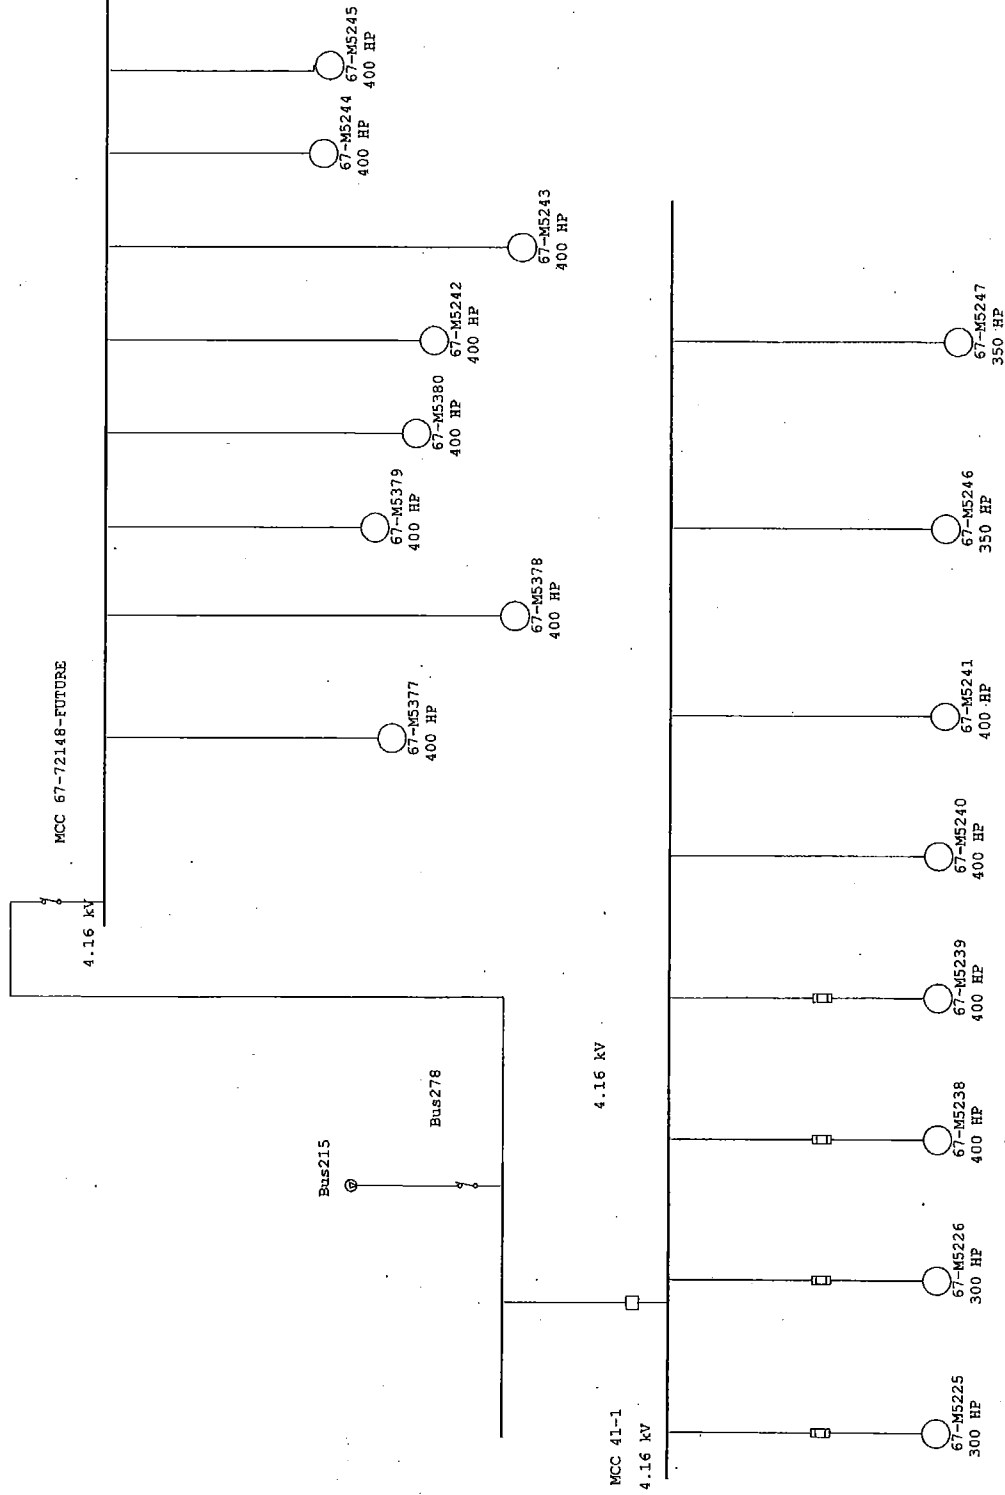 MCC 67-72148-FUTURE
4.16 kV
67-M5377
400 HP
67-M5378
400 HP
67-M5379
400 HP
67-M5380
400 HP
67-M5242
400 HP
67-M5243
400 HP
67-M5244
400 HP
67-M5245
400 HP
Bus215
Bus278
4.16 kV
MCC 41-1
4.16 kV
67-M5225
300 HP
67-M5226
300 HP
67-M5238
400 HP
67-M5239
400 HP
67-M5240
400 HP
67-M5241
400 HP
67-M5246
350 HP
67-M5247
350 HP